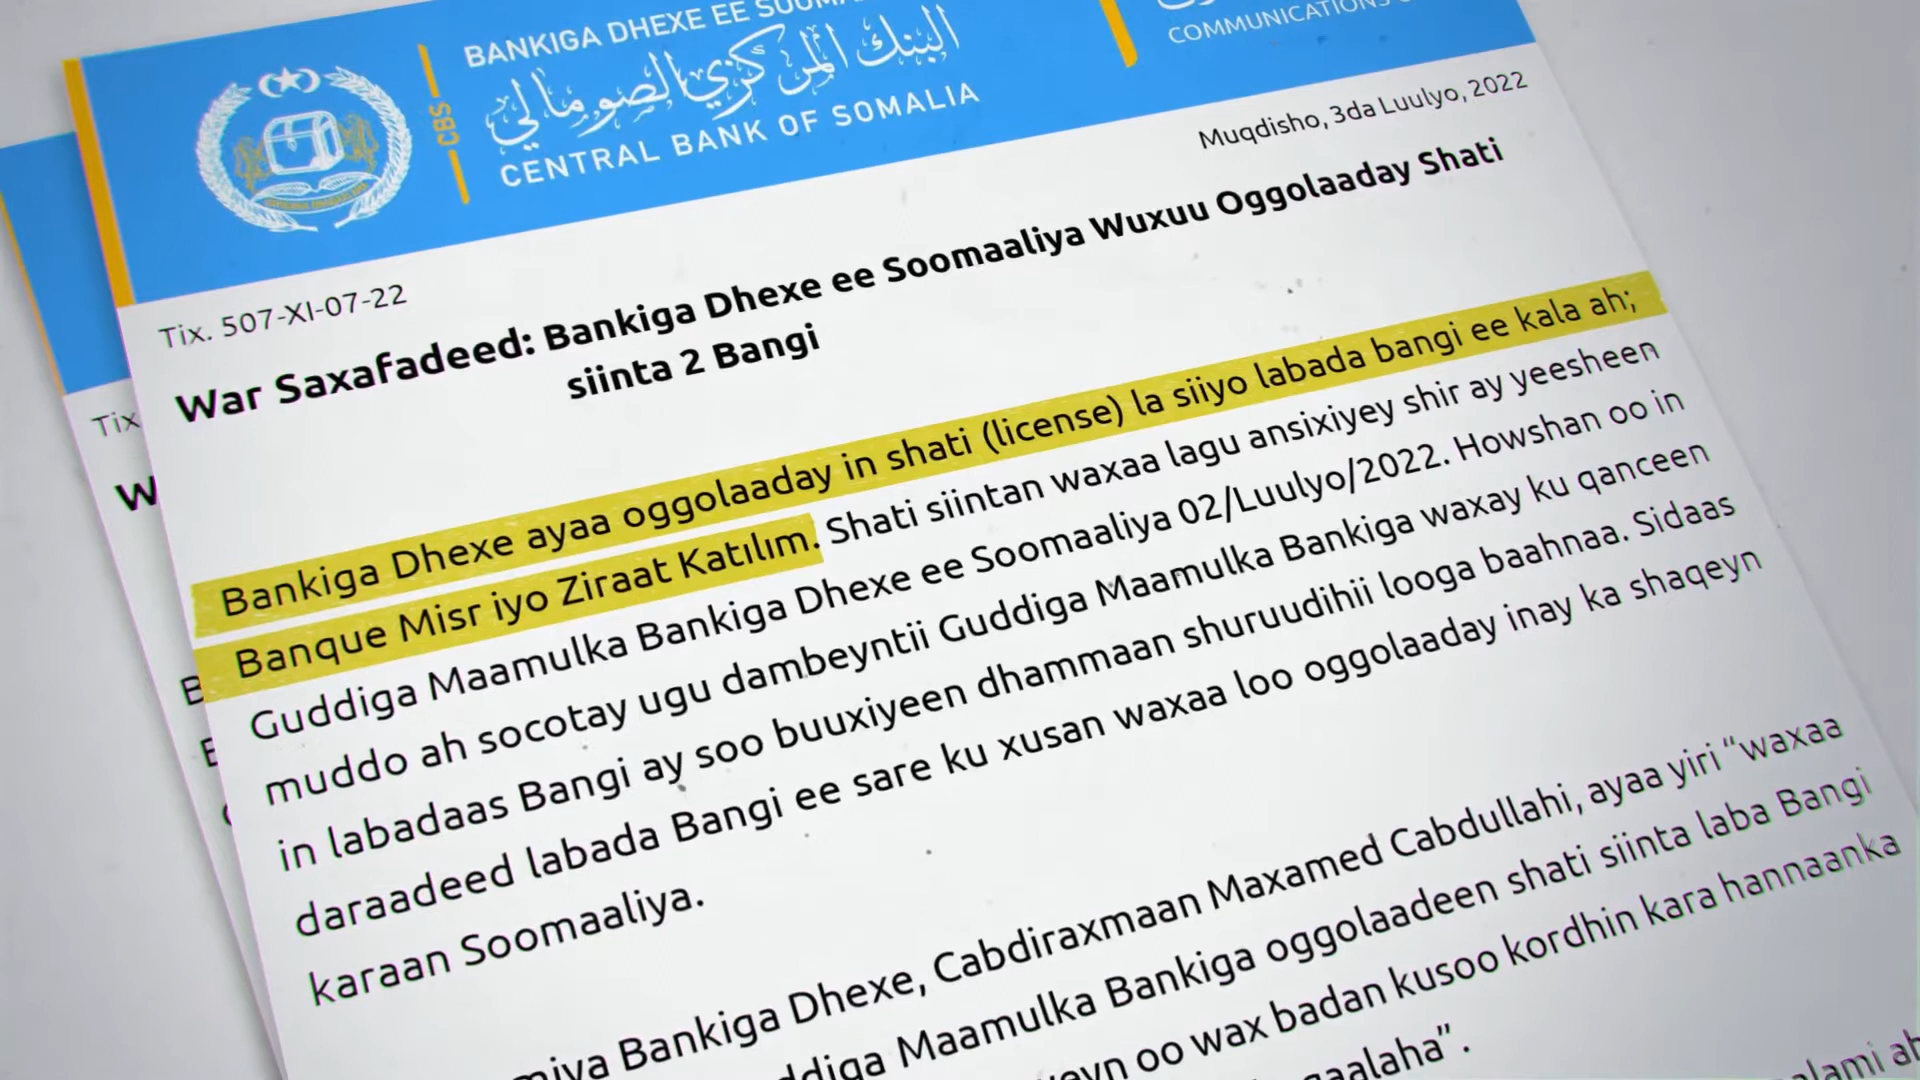 BANKIGA DHEXE EE
البنك المركزي الصومالي
CENTRAL BANK OF SOMALIA
CBS
COMMUNICATIONS
Muqdisho, 3da Luulyo, 2022
Tix. 507-XI-07-22
War Saxafadeed: Bankiga Dhexe ee Soomaaliya Wuxuu Oggolaaday Shati
siinta 2 Bangi
Bankiga Dhexe ayaa oggolaaday in shati (license) la siiyo labada bangi ee kala ah;
Banque Misr iyo Ziraat Katılım. Shati siintan waxaa lagu ansixiyey shir ay yeesheen
Guddiga Maamulka Bankiga Dhexe ee Soomaaliya 02/Luulyo/2022. Howshan oo in
muddo ah socotay ugu dambeyntii Guddiga Maamulka Bankiga waxay ku qanceen
in labadaas Bangi ay soo buuxiyeen dhammaan shuruudihii looga baahnaa. Sidaas
daraadeed labada Bangi ee sare ku xusan waxaa loo oggolaaday inay ka shaqeyn
karaan Soomaaliya.
Bankiga Dhexe, Cabdiraxmaan Maxamed Cabdullahi, ayaa yiri “waxaa
Maamulka Bankiga oggolaadeen shati siinta laba Bangi
oo wax badan kusoo kordhin kara hannaanka
Tix
W